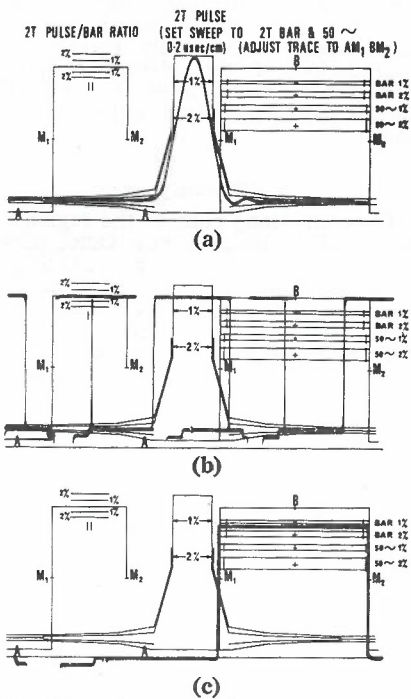 2T PULSE
2T PULSE/BAR RATIO (SET SWEEP TO 2T BAR & 50 ~
0·2 usec/cm) (ADJUST TRACE TO AM₁ BM₂)
B
2% 1%
2% 1%
II
1%
2%
M₁ M₂
BAR 1%
BAR 2%
50 ~ 1%
50 ~ 2%
M₁ M₂
A A
(a)
B
2% 1%
2% 1%
I
1%
2%
M₁ M₂
BAR 1%
BAR 2%
50 ~ 1%
50 ~ 2%
M₁ M₂
A A
(b)
B
2% 1%
2% 1%
II
1%
2%
M₁ M₂
BAR 1%
BAR 2%
50 ~ 1%
50 ~ 2%
M₁ M₂
A A
(c)